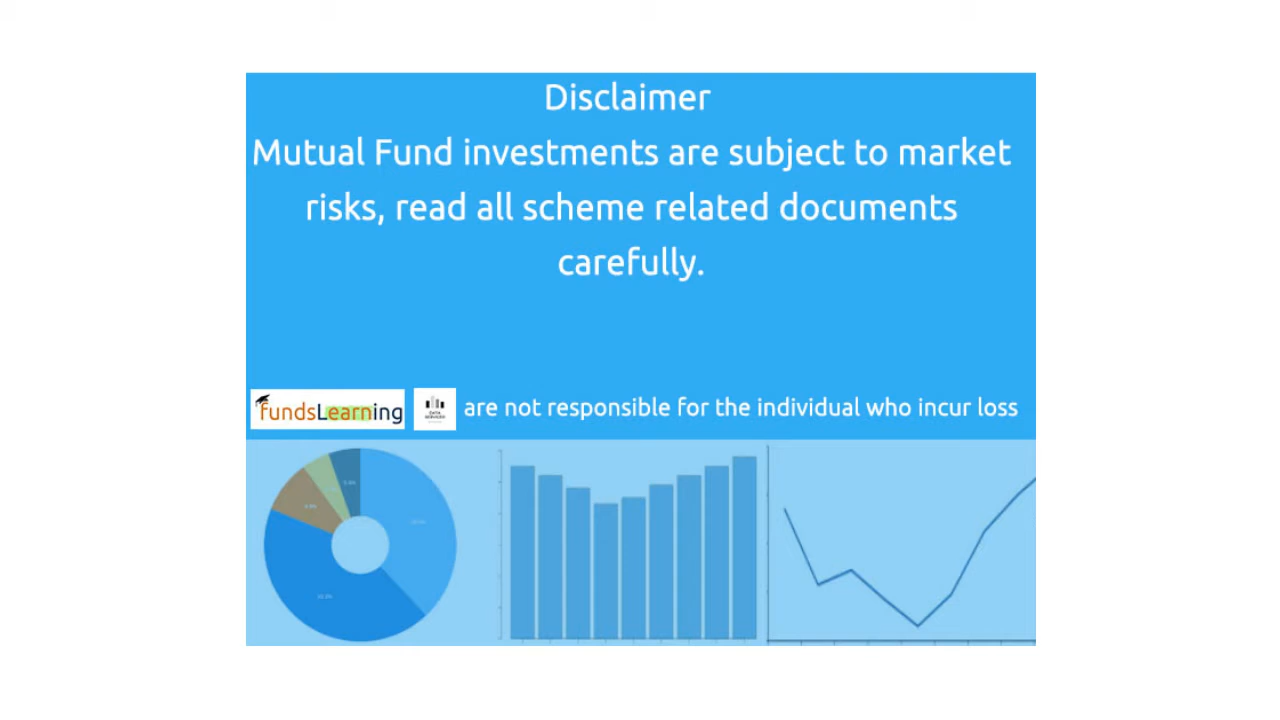 Disclaimer
Mutual Fund investments are subject to market
risks, read all scheme related documents
carefully.
fundsLearning are not responsible for the individual who incur loss